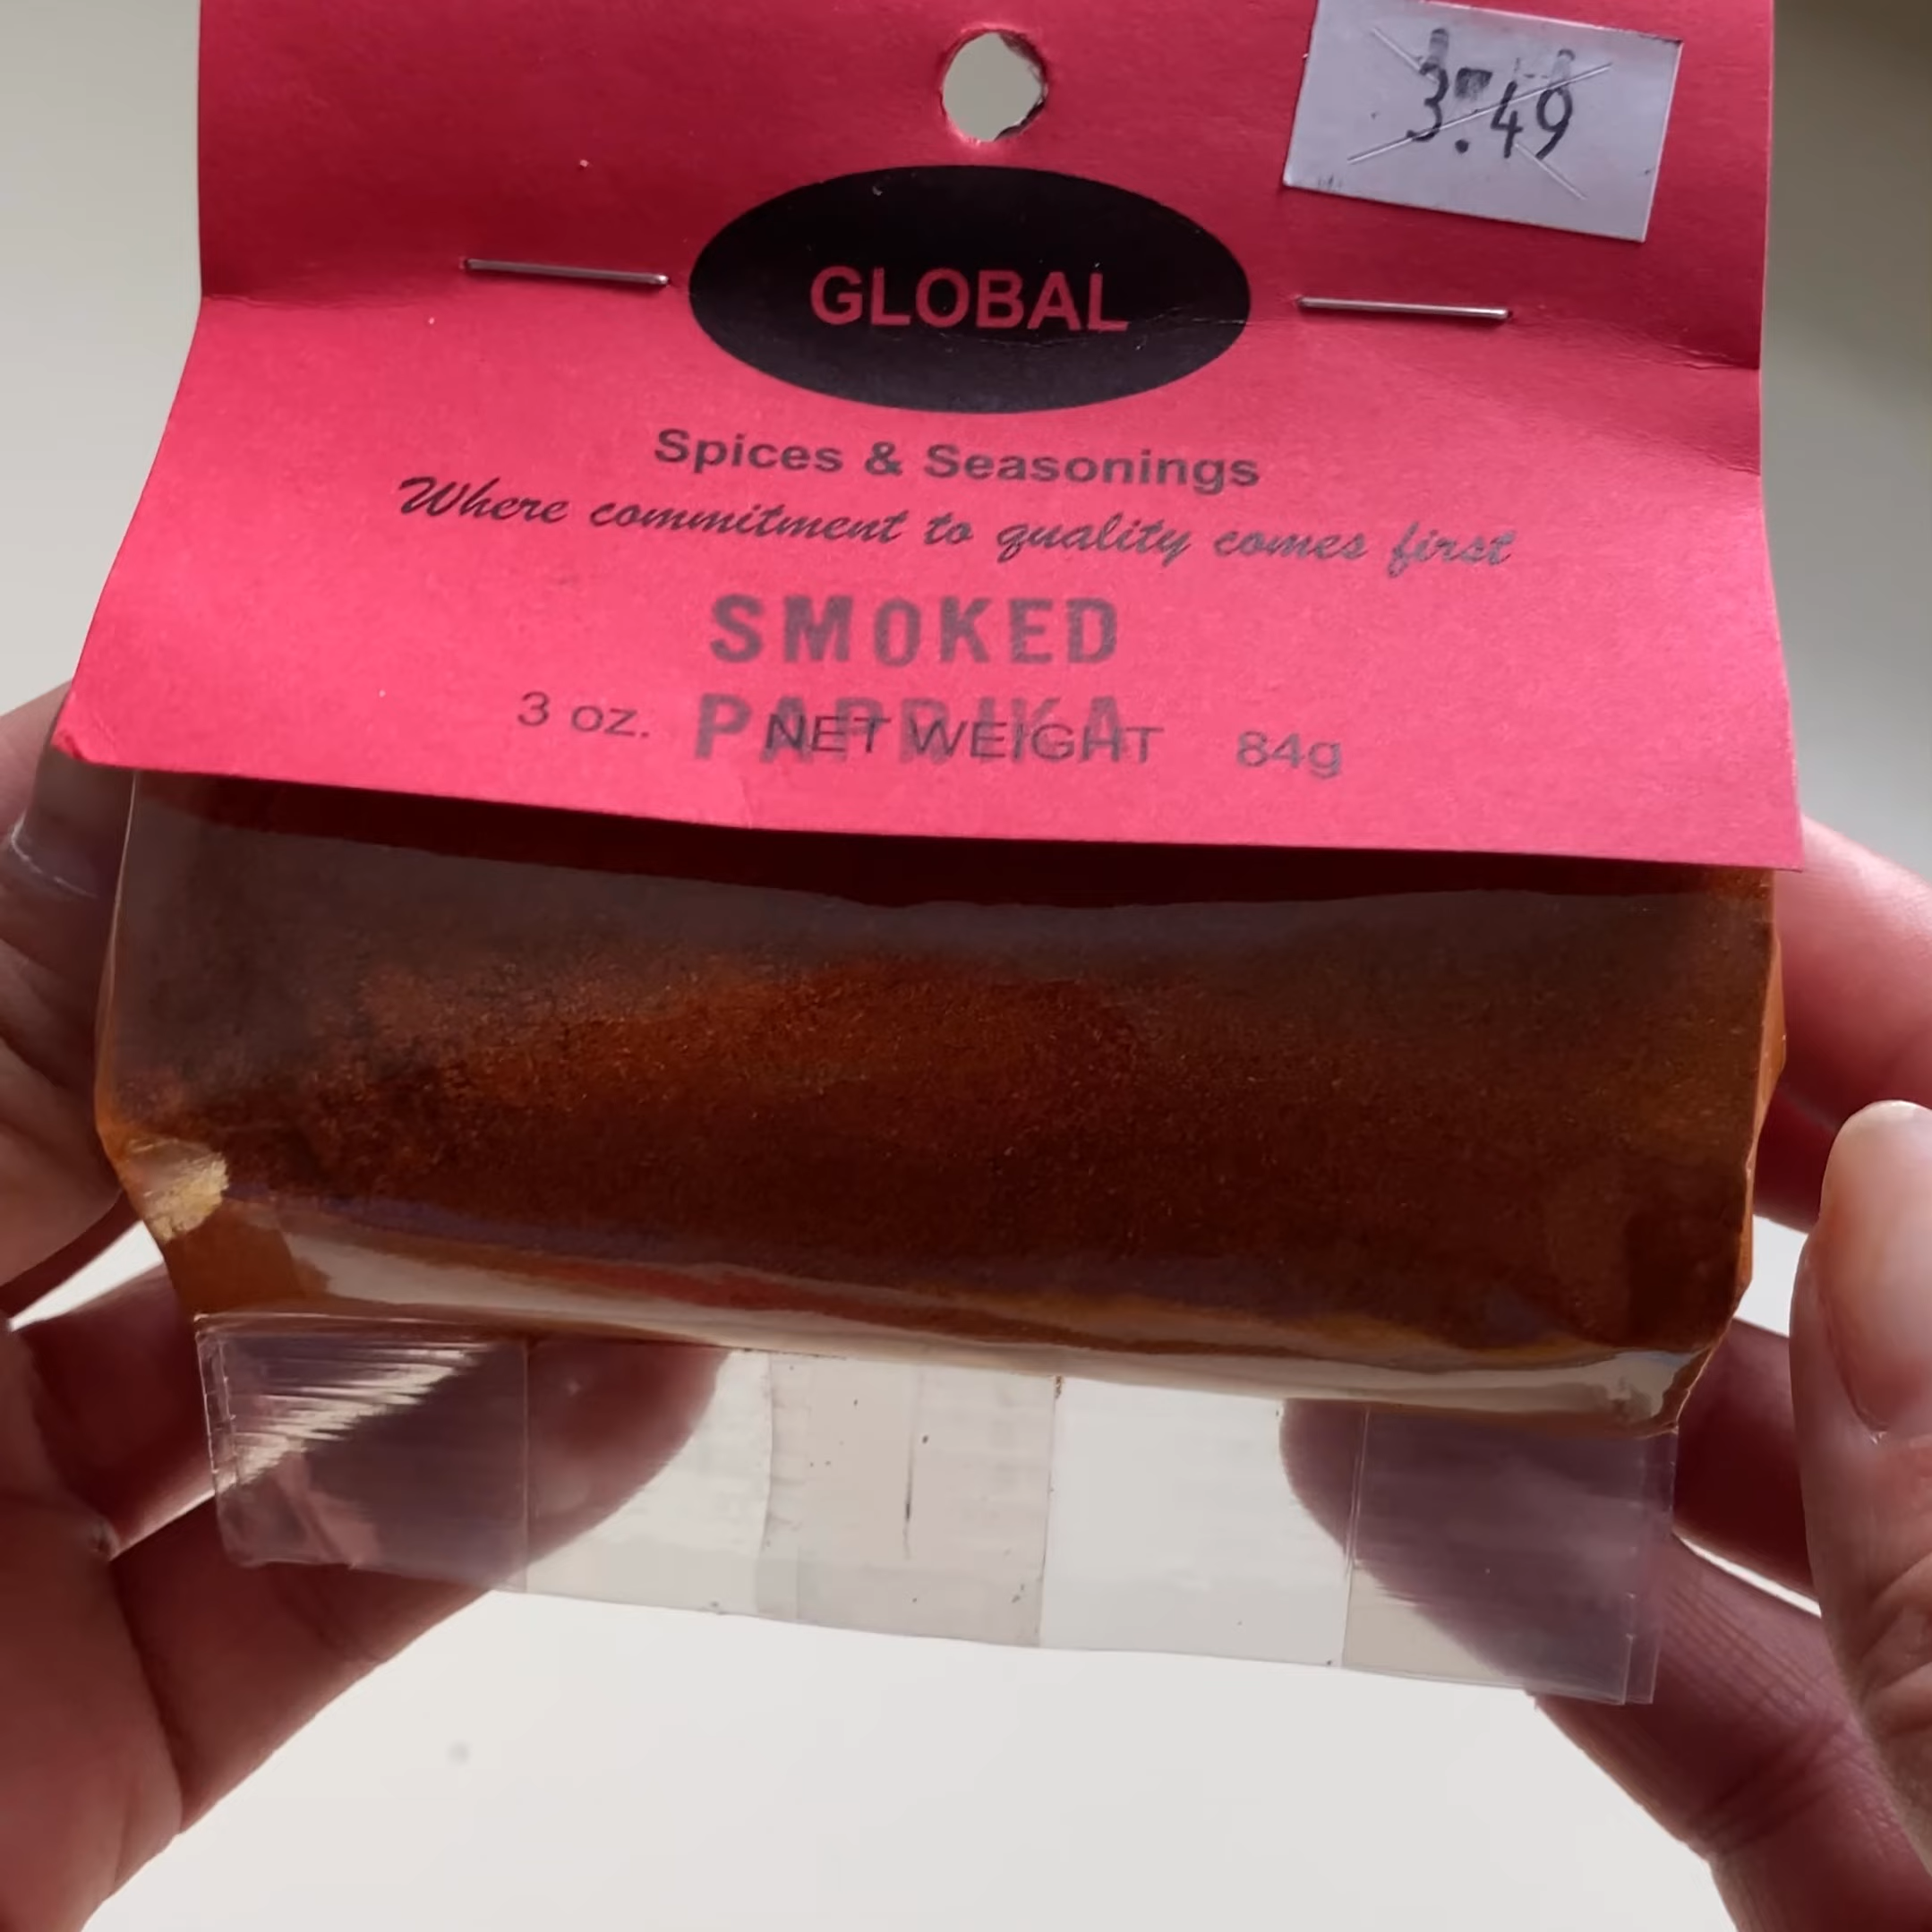 3.49
GLOBAL
Spices & Seasonings
Where commitment to quality comes first
SMOKED
PAPRIKA
3 oz. NET WEIGHT 84g